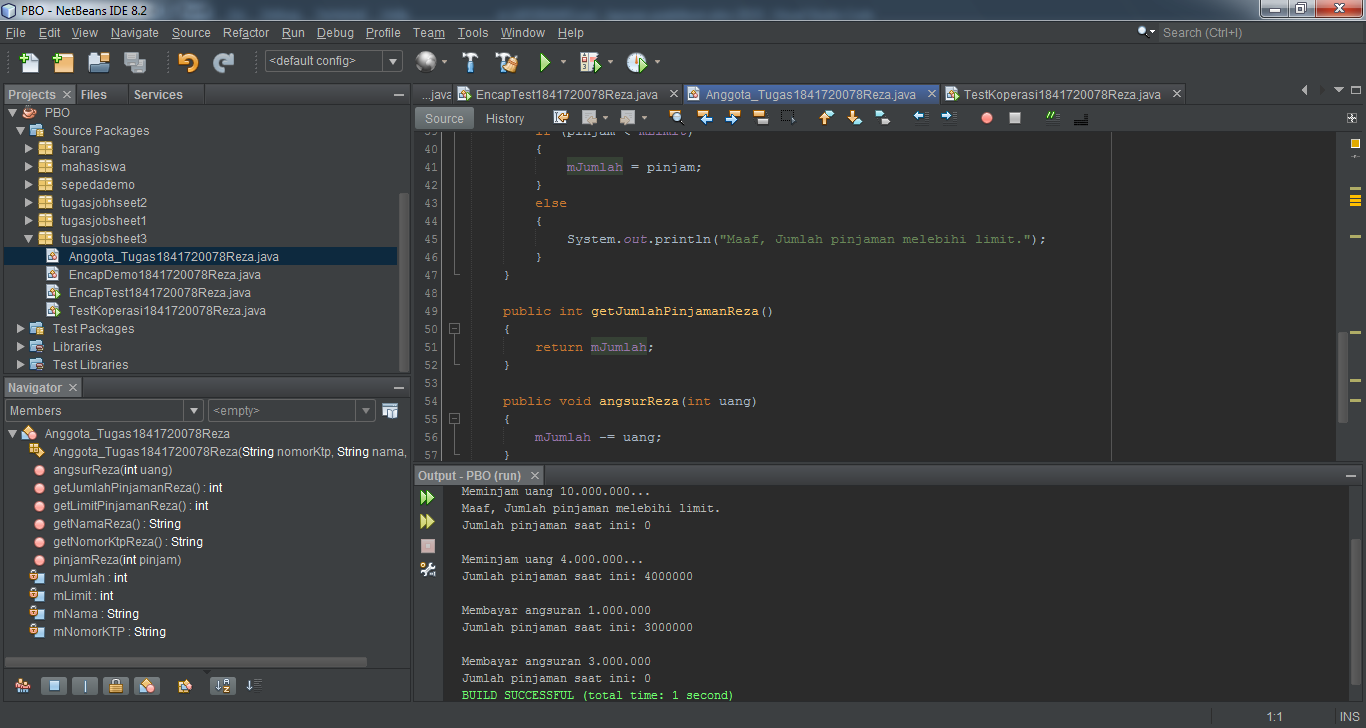 PBO - NetBeans IDE 8.2
File Edit View Navigate Source Refactor Run Debug Profile Team Tools Window Help
Search (Ctrl+I)
<default config>
Projects Files Services
PBO
Source Packages
barang
mahasiswa
sepedademo
tugasjobhseet2
tugasjobsheet1
tugasjobsheet3
Anggota_Tugas1841720078Reza.java
EncapDemo1841720078Reza.java
EncapTest1841720078Reza.java
TestKoperasi1841720078Reza.java
Test Packages
Libraries
Test Libraries
Navigator
Members
<empty>
Anggota_Tugas1841720078Reza
Anggota_Tugas1841720078Reza(String nomorKtp, String nama,
angsurReza(int uang)
getJumlahPinjamanReza() : int
getLimitPinjamanReza() : int
getNamaReza() : String
getNomorKtpReza() : String
pinjamReza(int pinjam)
mJumlah : int
mLimit : int
mNama : String
mNomorKTP : String
...java EncapTest1841720078Reza.java Anggota_Tugas1841720078Reza.java TestKoperasi1841720078Reza.java
Source History
39 if (pinjam < mLimit)
40 {
41 mJumlah = pinjam;
42 }
43 else
44 {
45 System.out.println("Maaf, Jumlah pinjaman melebihi limit.");
46 }
47 }
48
49 public int getJumlahPinjamanReza()
50 {
51 return mJumlah;
52 }
53
54 public void angsurReza(int uang)
55 {
56 mJumlah -= uang;
57 }
Output - PBO (run)
Meminjam uang 10.000.000...
Maaf, Jumlah pinjaman melebihi limit.
Jumlah pinjaman saat ini: 0
Meminjam uang 4.000.000...
Jumlah pinjaman saat ini: 4000000
Membayar angsuran 1.000.000
Jumlah pinjaman saat ini: 3000000
Membayar angsuran 3.000.000
Jumlah pinjaman saat ini: 0
BUILD SUCCESSFUL (total time: 1 second)
1:1 INS